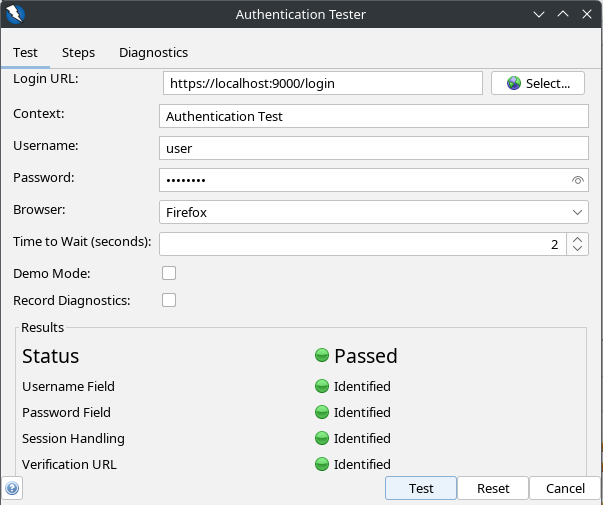 Authentication Tester
Test Steps Diagnostics
Login URL: https://localhost:9000/login Select...
Context: Authentication Test
Username: user
Password: ••••••••
Browser: Firefox
Time to Wait (seconds): 2
Demo Mode:
Record Diagnostics:
Results
Status Passed
Username Field Identified
Password Field Identified
Session Handling Identified
Verification URL Identified
Test Reset Cancel